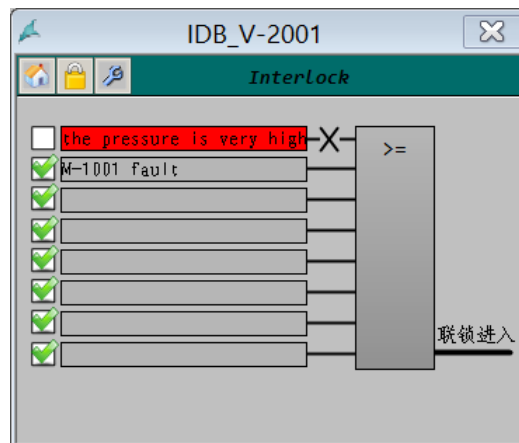 IDB_V-2001
Interlock
the pressure is very high
>=
M-1001 fault
联锁进入